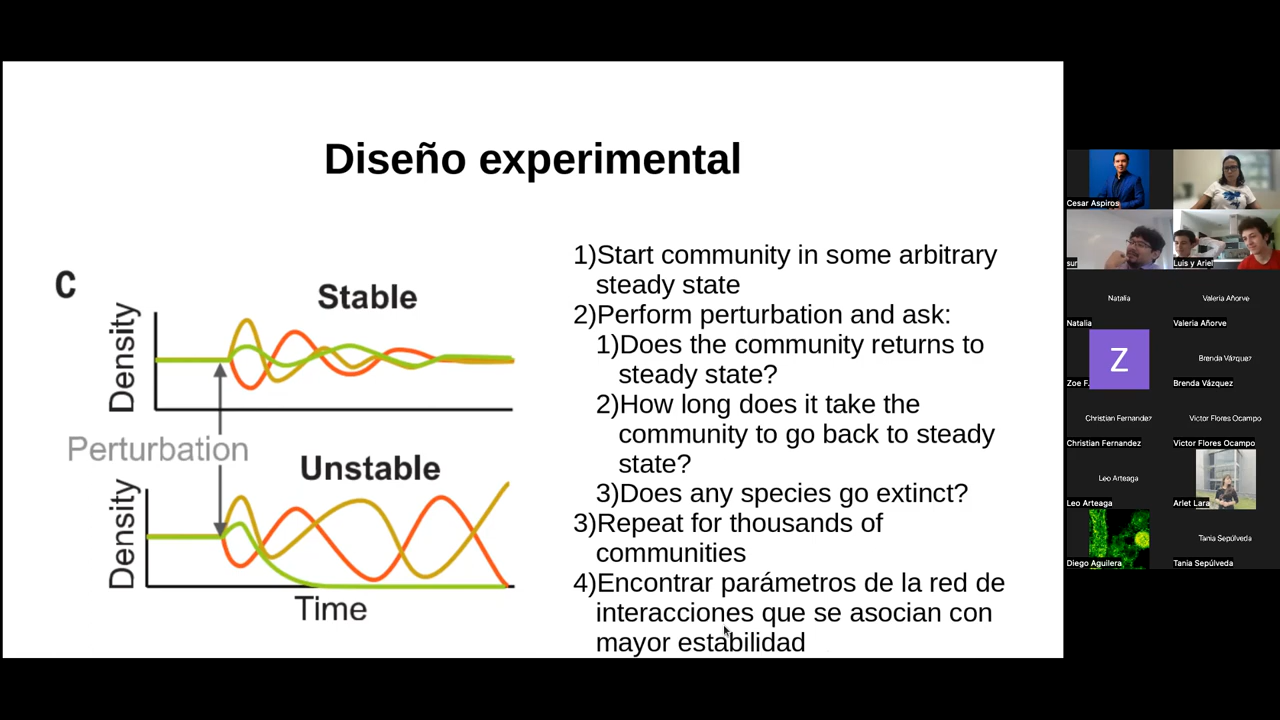 Diseño experimental
C
Stable
Density
Perturbation
Unstable
Density
Time
1)Start community in some arbitrary
steady state
2)Perform perturbation and ask:
1)Does the community returns to
steady state?
2)How long does it take the
community to go back to steady
state?
3)Does any species go extinct?
3)Repeat for thousands of
communities
4)Encontrar parámetros de la red de
interacciones que se asocian con
mayor estabilidad
Cesar Aspiros
sur
Luis y Ariel
Natalia
Valeria Añorve
Natalia
Valeria Añorve
Z
Brenda Vázquez
Zoe F.
Brenda Vázquez
Christian Fernandez
Victor Flores Ocampo
Christian Fernandez
Victor Flores Ocampo
Leo Arteaga
Leo Arteaga
Arlet Lara
Tania Sepúlveda
Diego Aguilera
Tania Sepúlveda